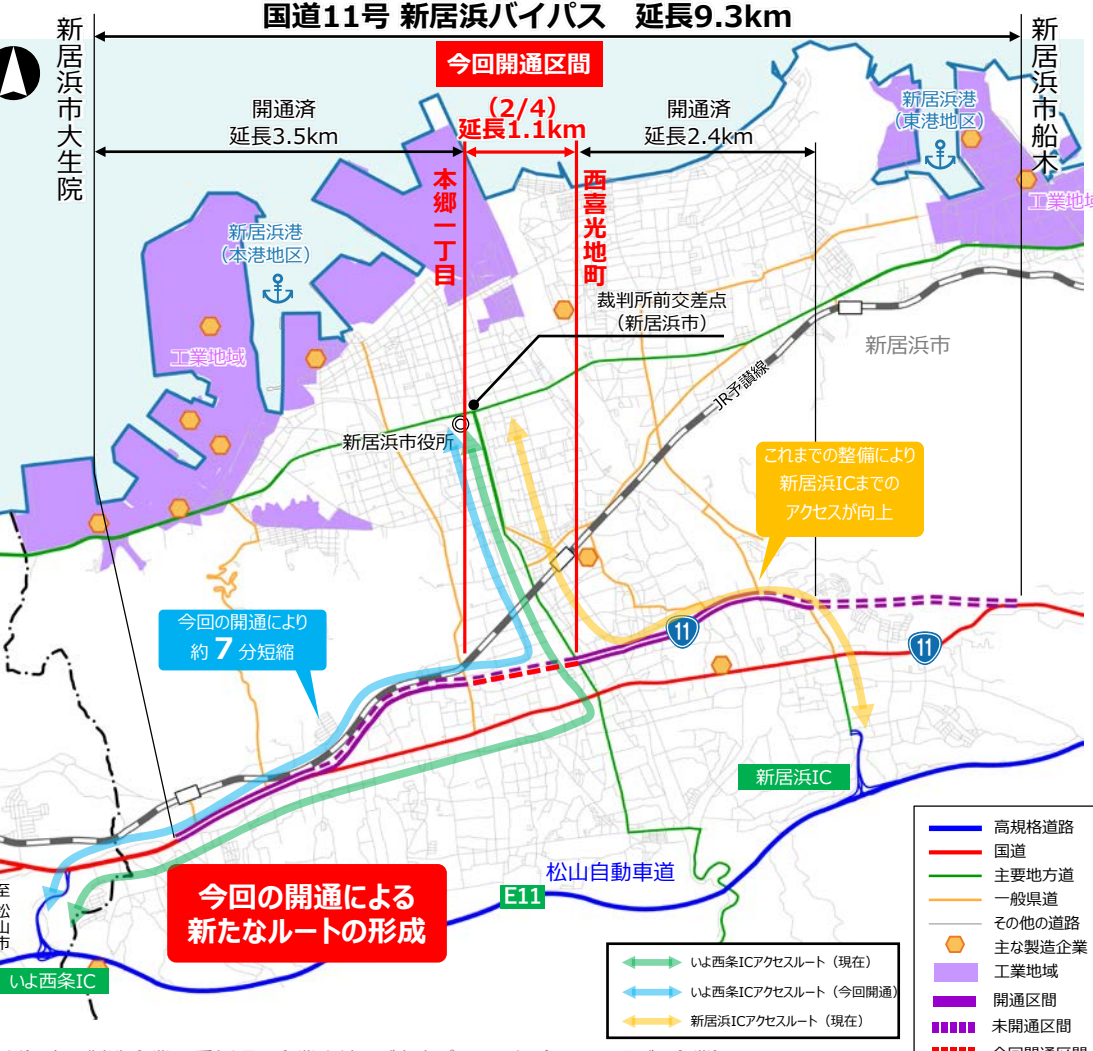 国道11号 新居浜バイパス　延長9.3km
新居浜市大生院
新居浜市船木
今回開通区間
(2/4)
延長1.1km
開通済
延長3.5km
開通済
延長2.4km
本郷一丁目
西喜光地町
新居浜港
(東港地区)
工業地域
新居浜港
(本港地区)
工業地域
裁判所前交差点
(新居浜市)
新居浜市
JR予讃線
新居浜市役所
これまでの整備により
新居浜ICまでの
アクセスが向上
今回の開通により
約 7 分短縮
11
11
新居浜IC
松山自動車道
E11
今回の開通による
新たなルートの形成
至 松山市
いよ西条IC
いよ西条ICアクセスルート（現在）
いよ西条ICアクセスルート（今回開通）
新居浜ICアクセスルート（現在）
高規格道路
国道
主要地方道
一般県道
その他の道路
主な製造企業
工業地域
開通区間
未開通区間
今回開通区間